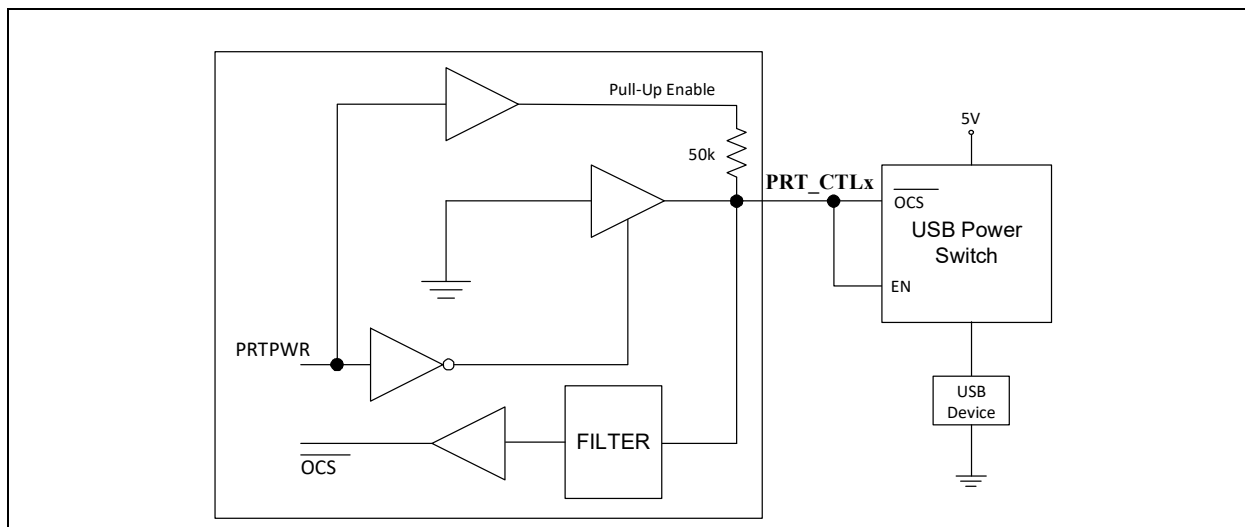 Pull-Up Enable
5V
50k
PRT_CTLx
OCS
USB Power
Switch
EN
PRTPWR
FILTER
USB
Device
OCS